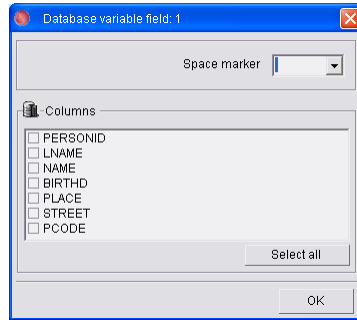 Database variable field: 1
Space marker
Columns
PERSONID
LNAME
NAME
BIRTHD
PLACE
STREET
PCODE
Select all
OK